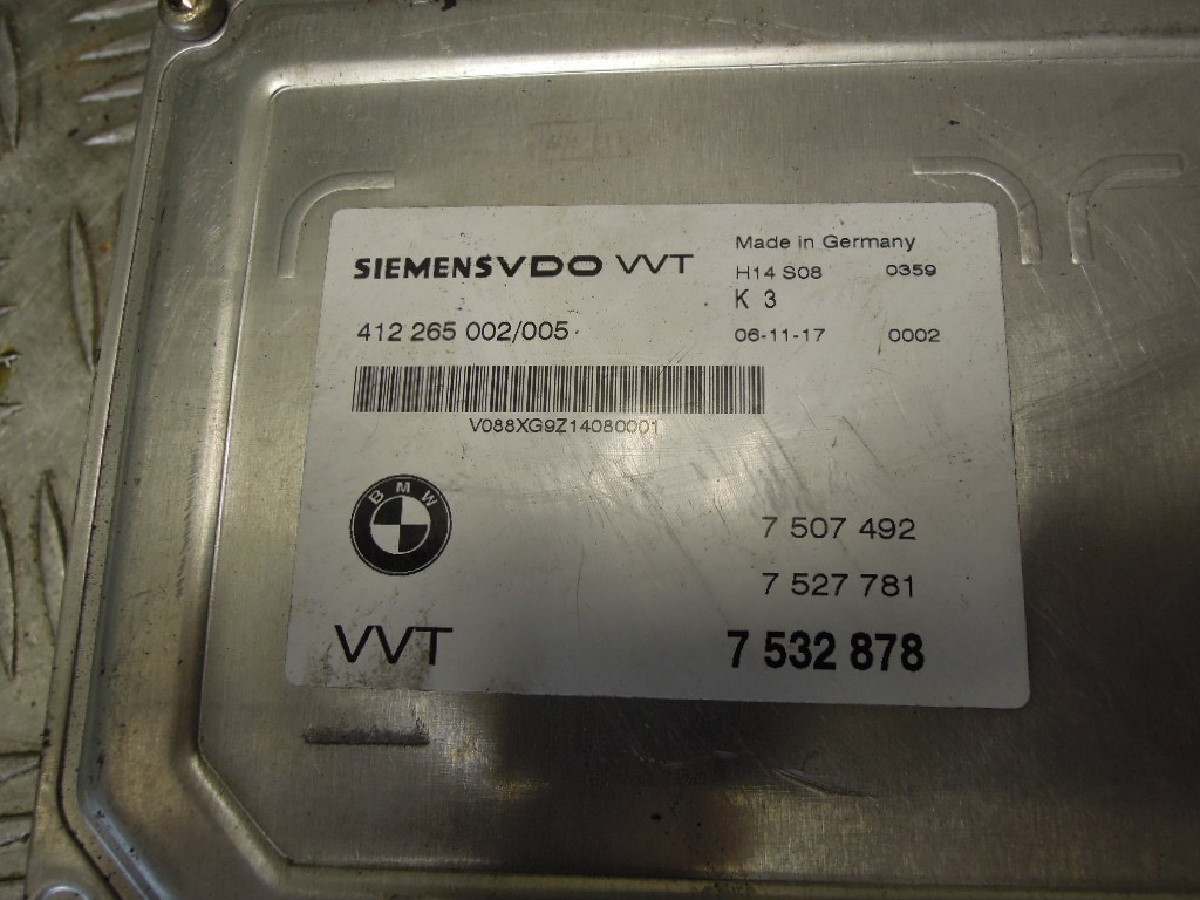 SIEMENSVDO VVT
Made in Germany
H14 S08 0359
K 3
412 265 002/005
06-11-17 0002
V088XG9Z14080001
BMW
7 507 492
7 527 781
VVT 7 532 878